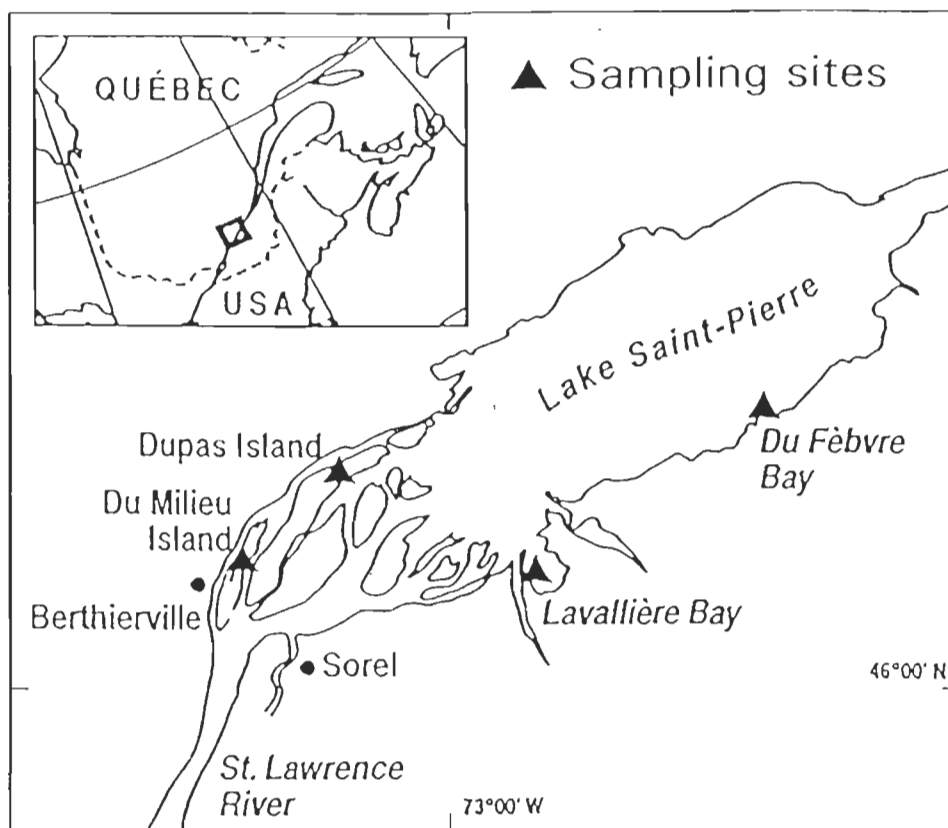 QUÉBEC
USA
Sampling sites
Lake Saint-Pierre
Dupas Island
Du Fèbvre
Bay
Du Milieu
Island
Berthierville
Lavallière Bay
Sorel
46°00' N
St. Lawrence
River
73°00' W